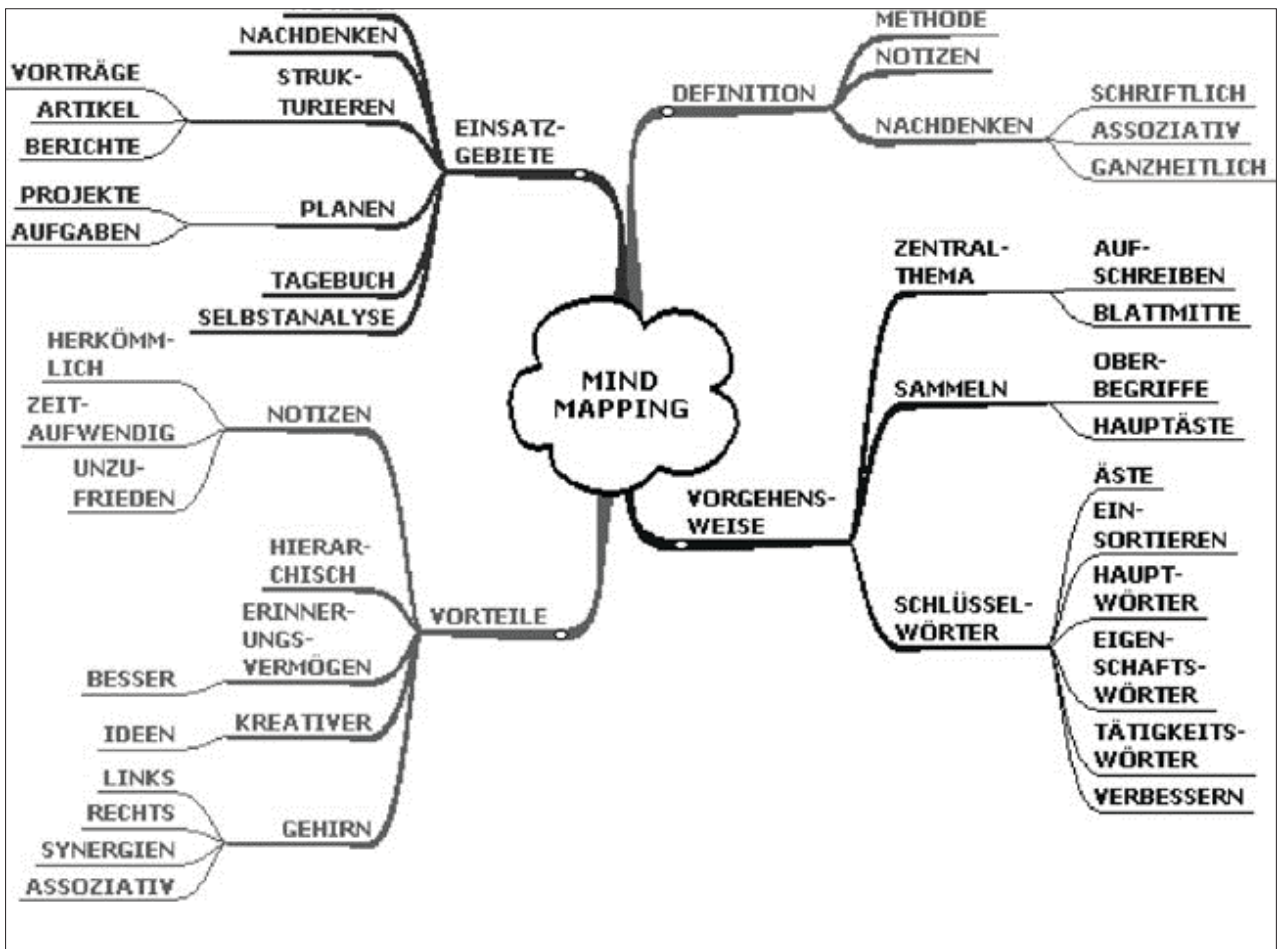 MIND
MAPPING
DEFINITION
METHODE
NOTIZEN
NACHDENKEN
SCHRIFTLICH
ASSOZIATIV
GANZHEITLICH
VORGEHENS-
WEISE
ZENTRAL-
THEMA
AUF-
SCHREIBEN
BLATTMITTE
SAMMELN
OBER-
BEGRIFFE
HAUPTÄSTE
SCHLÜSSEL-
WÖRTER
ÄSTE
EIN-
SORTIEREN
HAUPT-
WÖRTER
EIGEN-
SCHAFTS-
WÖRTER
TÄTIGKEITS-
WÖRTER
VERBESSERN
VORTEILE
NOTIZEN
HERKÖMM-
LICH
ZEIT-
AUFWENDIG
UNZU-
FRIEDEN
HIERAR-
CHISCH
ERINNER-
UNGS-
VERMÖGEN
BESSER
KREATIVER
IDEEN
GEHIRN
LINKS
RECHTS
SYNERGIEN
ASSOZIATIV
EINSATZ-
GEBIETE
NACHDENKEN
STRUK-
TURIEREN
VORTRÄGE
ARTIKEL
BERICHTE
PLANEN
PROJEKTE
AUFGABEN
TAGEBUCH
SELBSTANALYSE